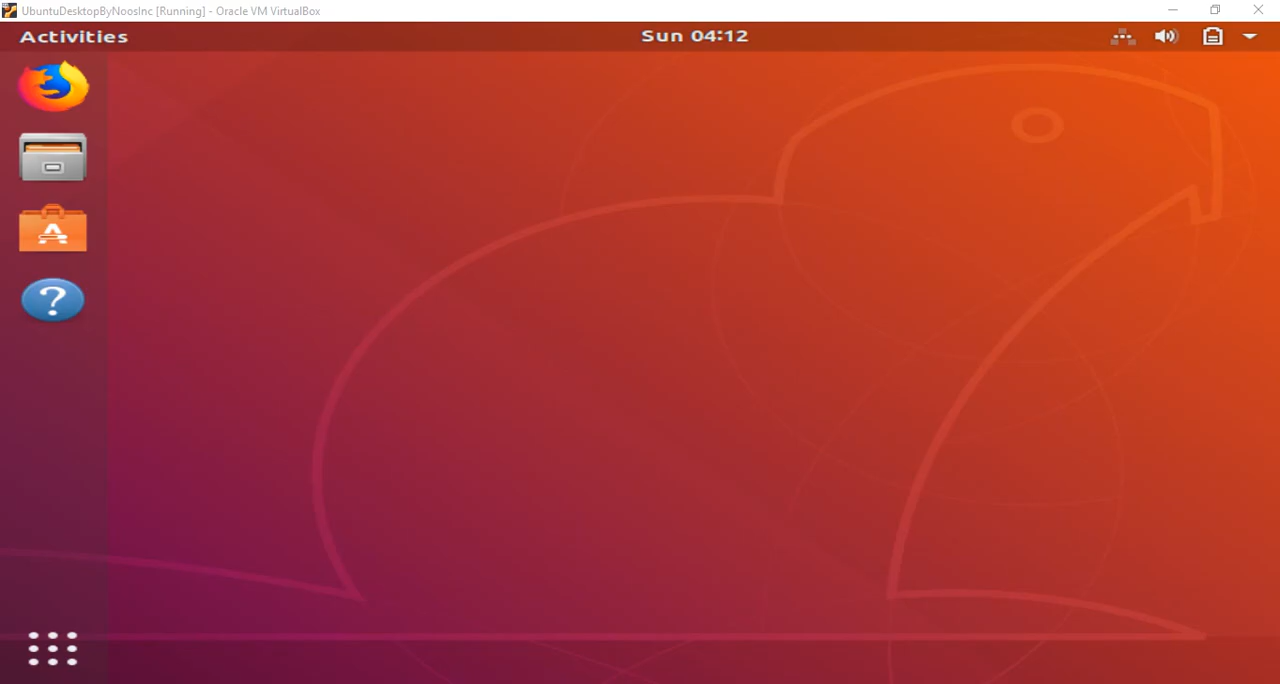 UbuntuDesktopByNoosInc [Running] - Oracle VM VirtualBox
Activities
Sun 04:12